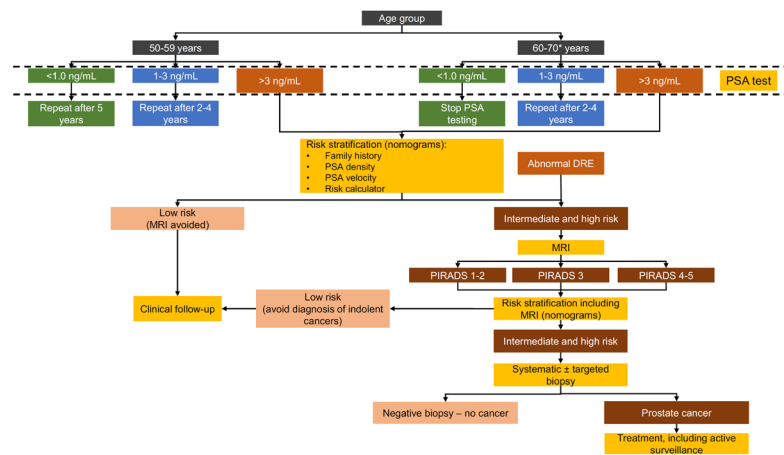 Age group
50-59 years
60-70* years
<1.0 ng/mL
1-3 ng/mL
>3 ng/mL
<1.0 ng/mL
1-3 ng/mL
>3 ng/mL
PSA test
Repeat after 5
years
Repeat after 2-4
years
Stop PSA
testing
Repeat after 2-4
years
Risk stratification (nomograms):
• Family history
• PSA density
• PSA velocity
• Risk calculator
Abnormal DRE
Low risk
(MRI avoided)
Intermediate and high risk
MRI
PIRADS 1-2
PIRADS 3
PIRADS 4-5
Clinical follow-up
Low risk
(avoid diagnosis of indolent
cancers)
Risk stratification including
MRI (nomograms)
Intermediate and high risk
Systematic ± targeted
biopsy
Negative biopsy – no cancer
Prostate cancer
Treatment, including active
surveillance